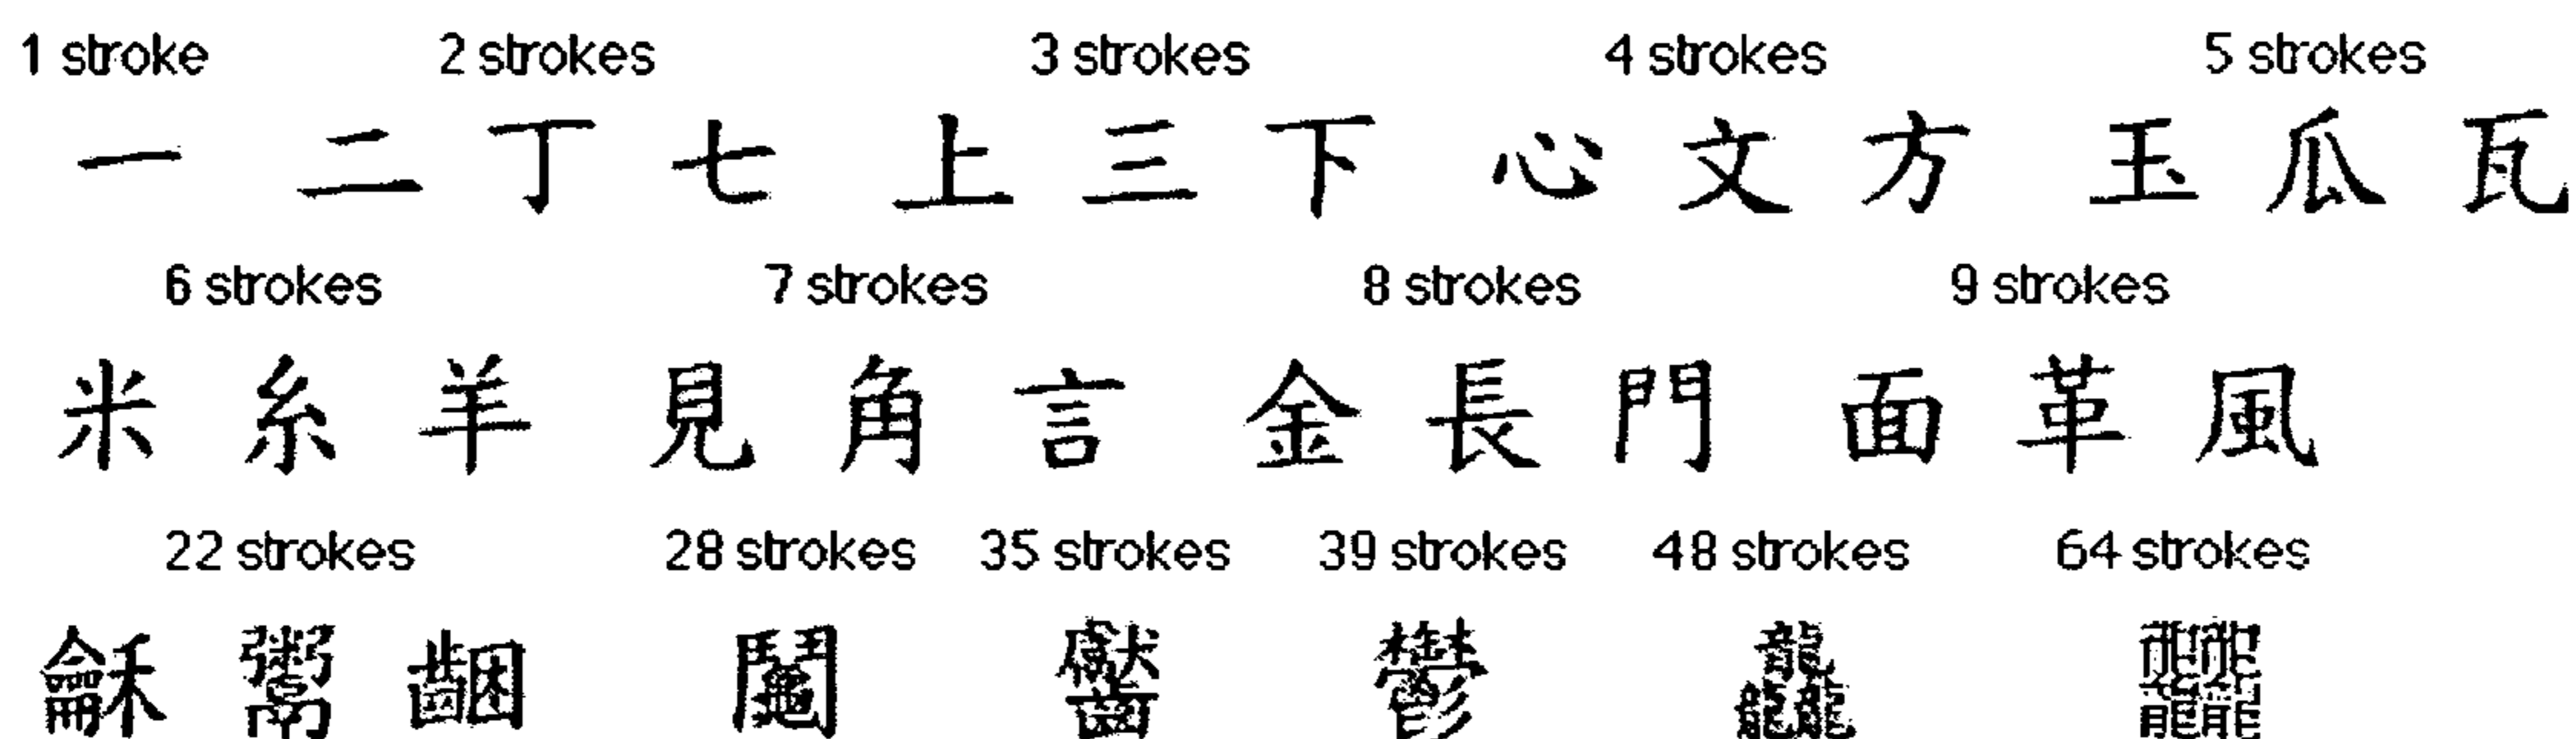 1 stroke 2 strokes 3 strokes 4 strokes 5 strokes
一 二 丁 七 上 三 下 心 文 方 玉 瓜 瓦
6 strokes 7 strokes 8 strokes 9 strokes
米 糸 羊 見 角 言 金 長 門 面 革 風
22 strokes 28 strokes 35 strokes 39 strokes 48 strokes 64 strokes
龢 鬻 齫 龘